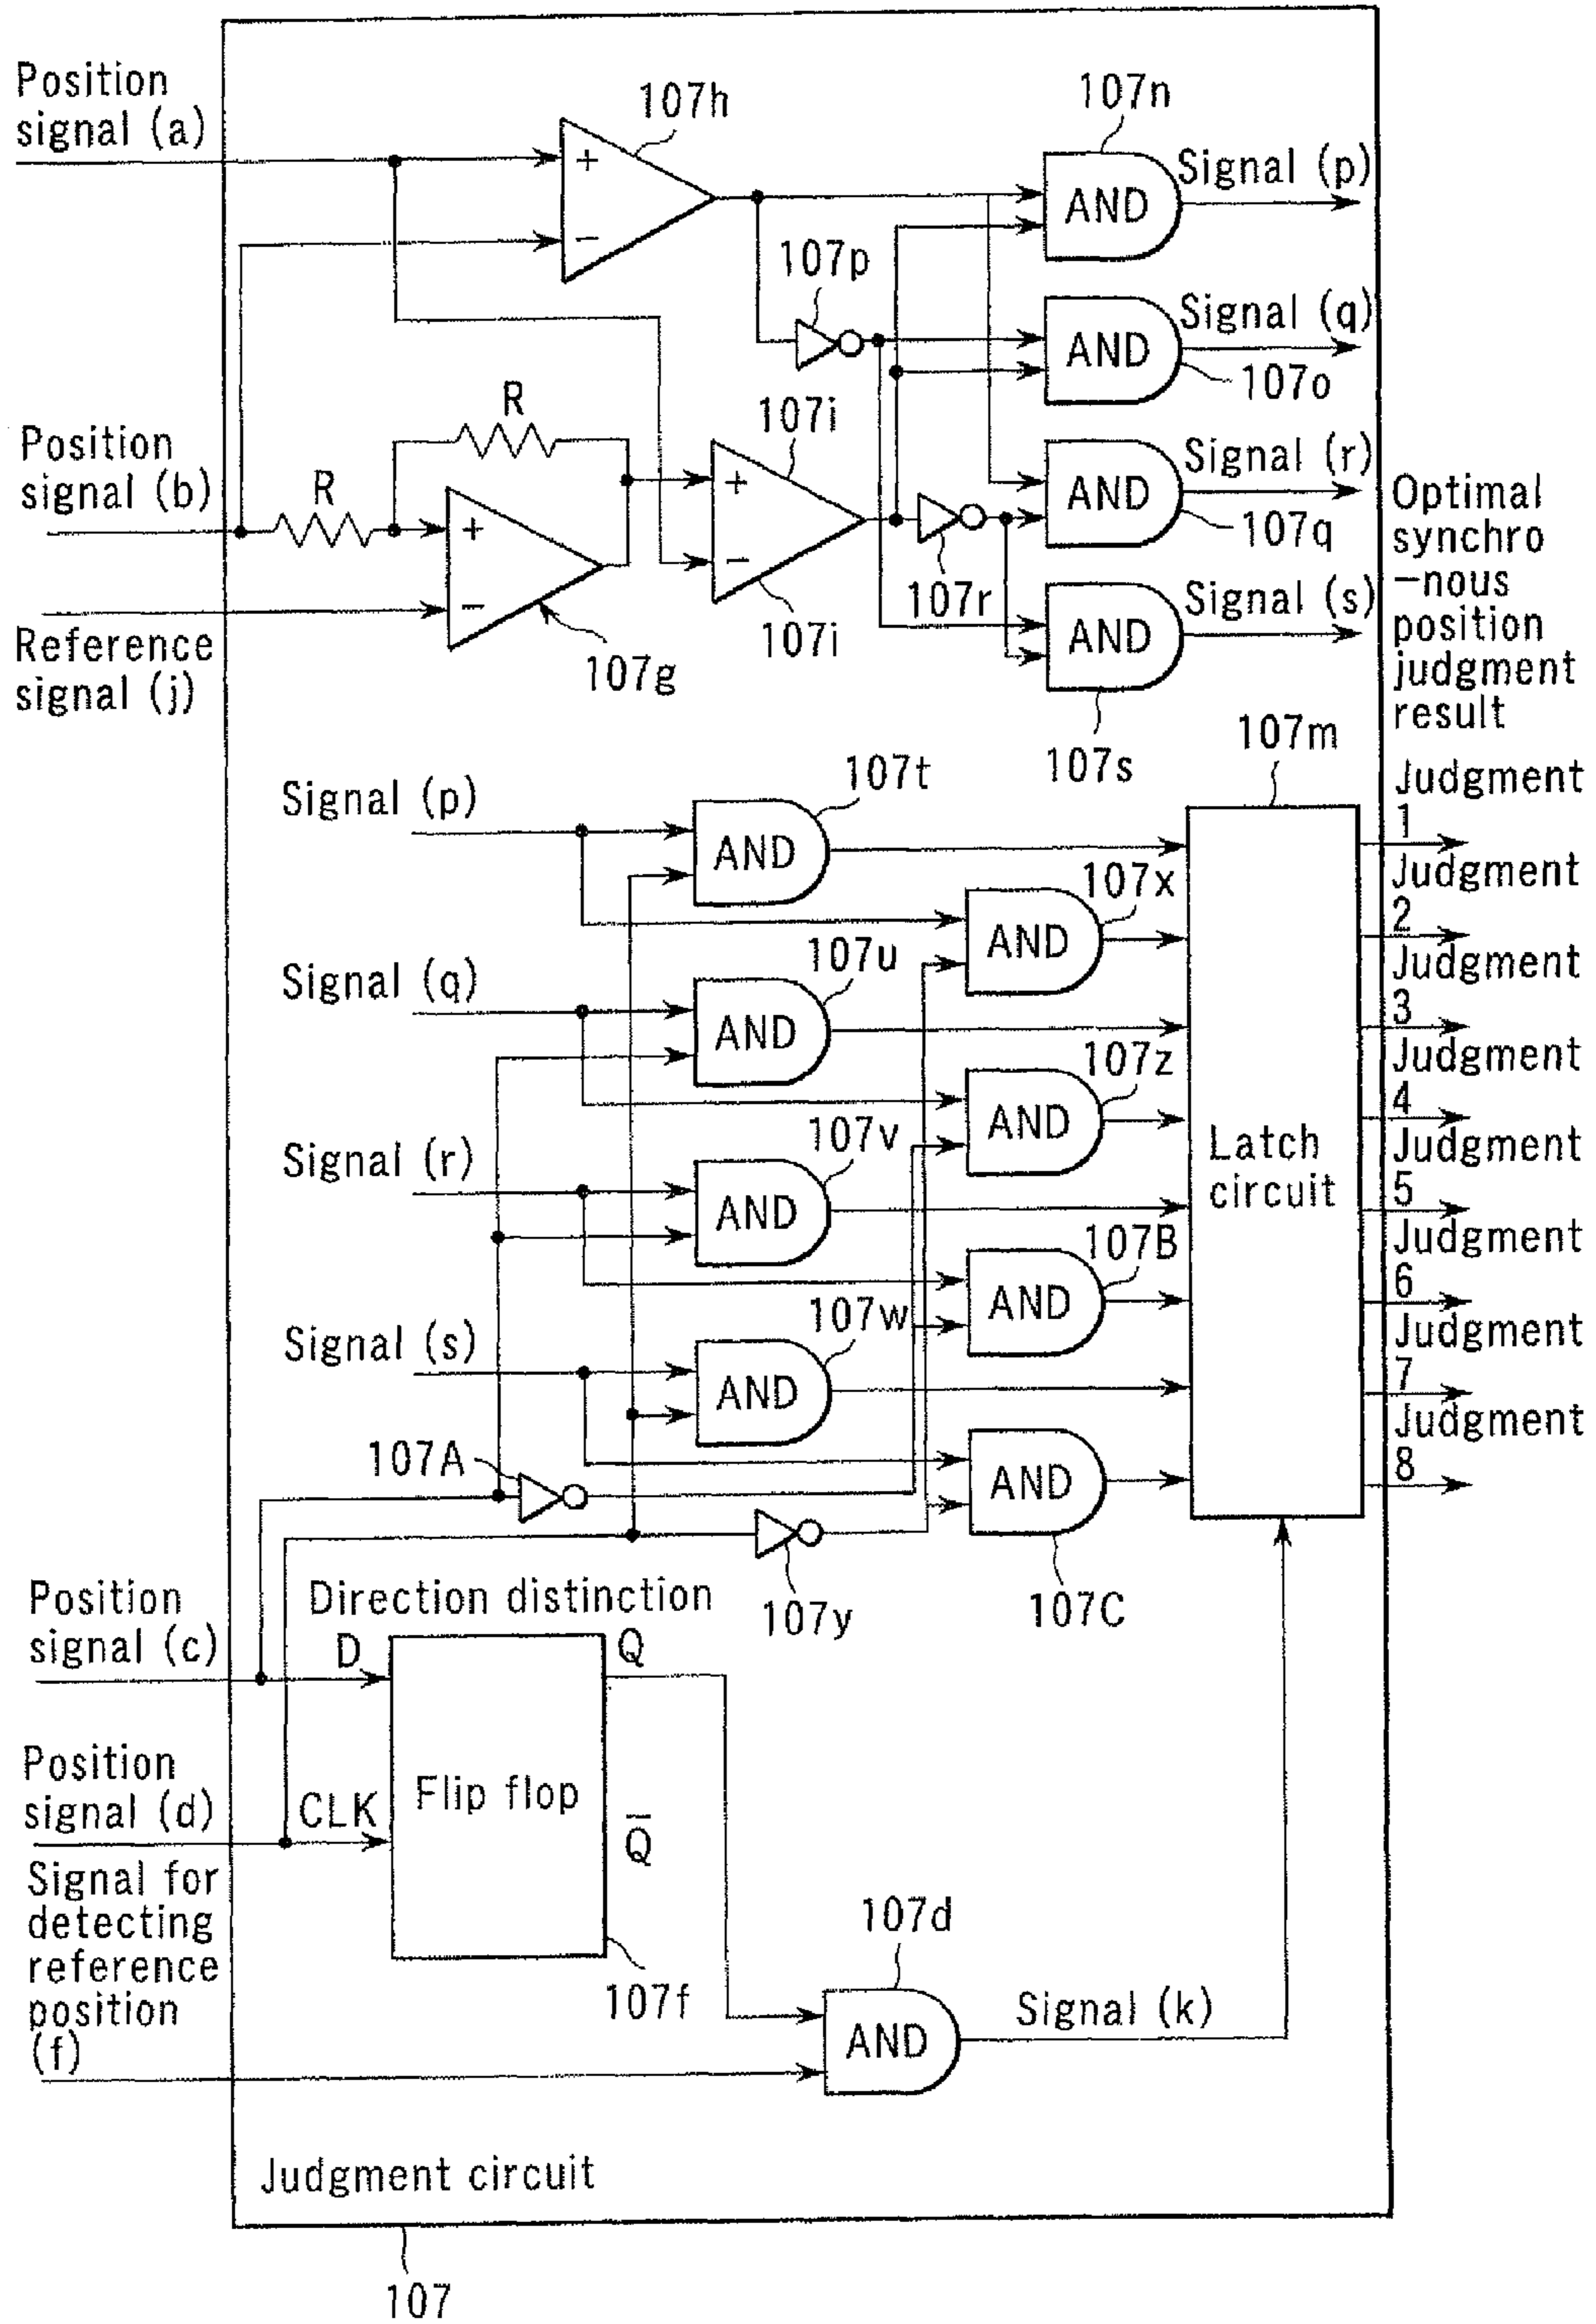 Position
signal (a)
107h
107n
Signal (p)
+
−
AND
107p
Signal (q)
AND
107o
R
107i
Position
signal (b)
R
Signal (r)
AND
107q
+
−
+
−
107r
Signal (s)
AND
107i
107g
107s
Reference
signal (j)
Optimal
synchro
-nous
position
judgment
result
107m
107t
Signal (p)
AND
Judgment
1
107x
AND
Judgment
2
Signal (q)
107u
AND
Judgment
3
107z
AND
Judgment
4
Signal (r)
107v
AND
Latch
circuit
Judgment
5
107B
AND
Judgment
6
Signal (s)
107w
AND
Judgment
7
107A
AND
Judgment
8
107y
107C
Position
signal (c)
Direction distinction
D
Q
Position
signal (d)
CLK
Flip flop
Q̅
107f
Signal for
detecting
reference
position
(f)
107d
AND
Signal (k)
Judgment circuit
107